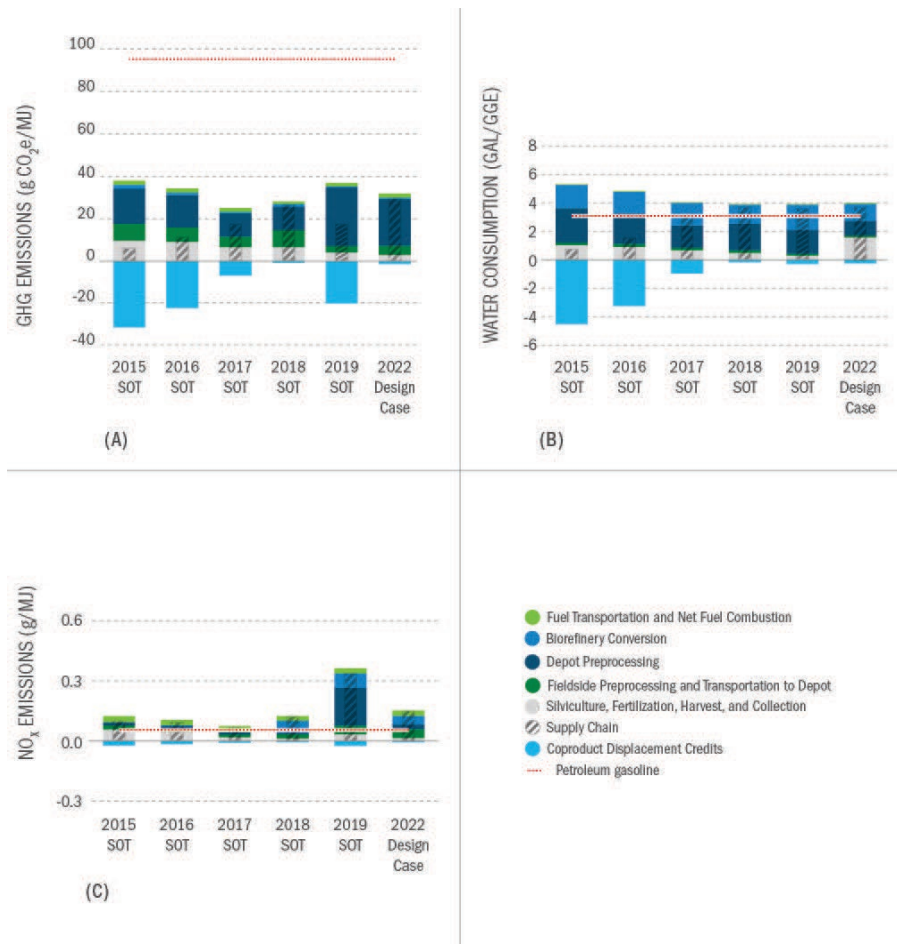 GHG EMISSIONS (g CO2e/MJ)
100
80
60
40
20
0
-20
-40
2015 2016 2017 2018 2019 2022
SOT SOT SOT SOT SOT Design
Case
(A)
WATER CONSUMPTION (GAL/GGE)
8
6
4
2
0
-2
-4
-6
2015 2016 2017 2018 2019 2022
SOT SOT SOT SOT SOT Design
Case
(B)
NOX EMISSIONS (g/MJ)
0.6
0.3
0.0
-0.3
2015 2016 2017 2018 2019 2022
SOT SOT SOT SOT SOT Design
Case
(C)
Fuel Transportation and Net Fuel Combustion
Biorefinery Conversion
Depot Preprocessing
Fieldside Preprocessing and Transportation to Depot
Silviculture, Fertilization, Harvest, and Collection
Supply Chain
Coproduct Displacement Credits
Petroleum gasoline